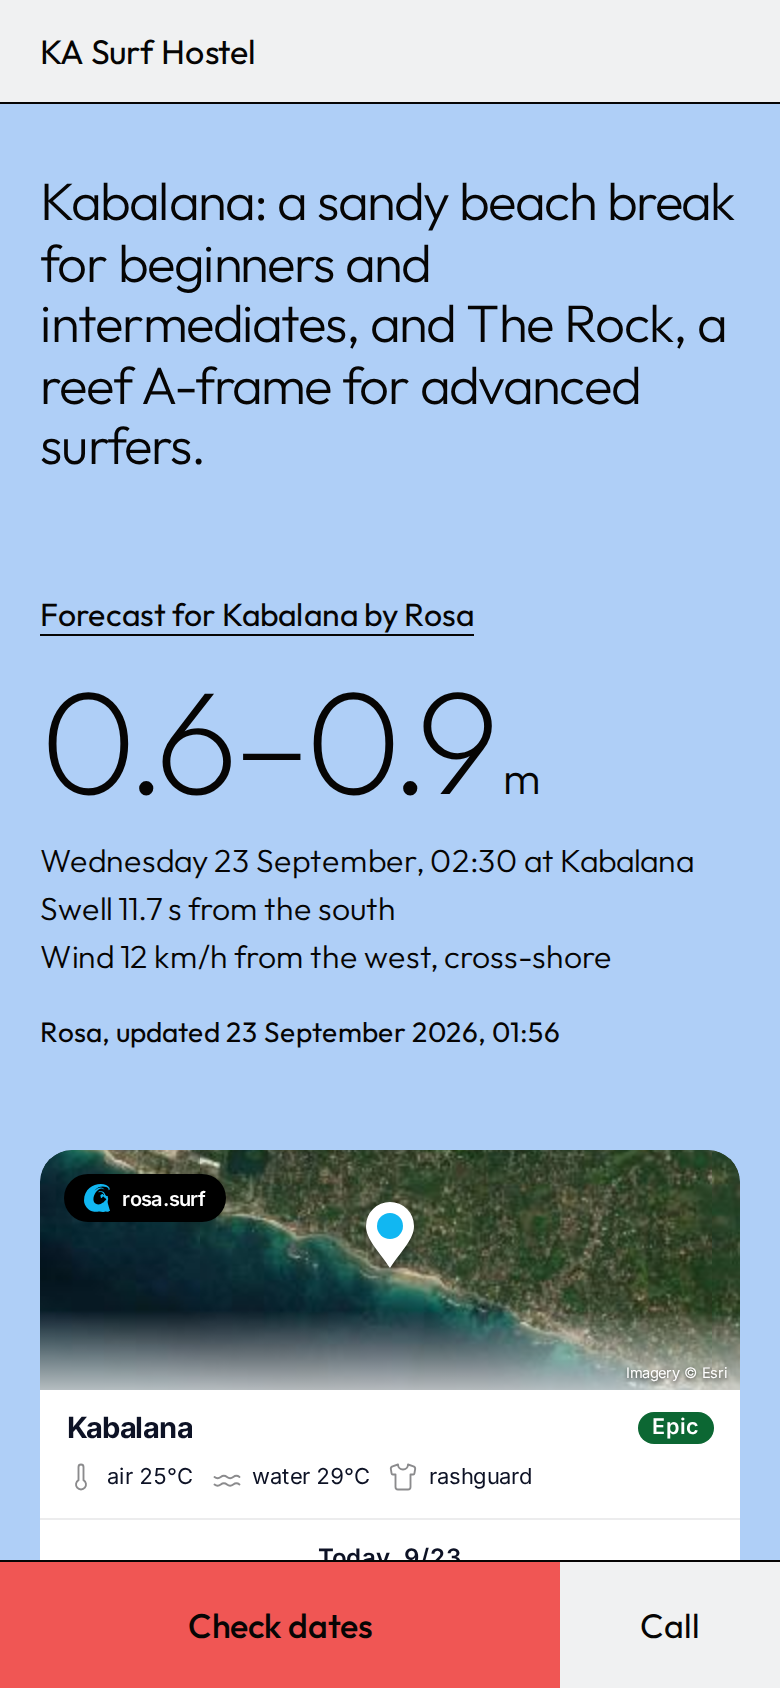 KA Surf Hostel
Kabalana: a sandy beach break
for beginners and
intermediates, and The Rock, a
reef A-frame for advanced
surfers.
Forecast for Kabalana by Rosa
0.6–0.9 m
Wednesday 23 September, 02:30 at Kabalana
Swell 11.7 s from the south
Wind 12 km/h from the west, cross-shore
Rosa, updated 23 September 2026, 01:56
rosa.surf
Imagery © Esri
Kabalana
Epic
air 25°C water 29°C rashguard
Today, 9/23
Check dates
Call